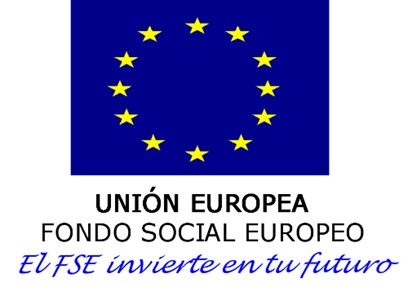 UNIÓN EUROPEA
FONDO SOCIAL EUROPEO
El FSE invierte en tu futuro